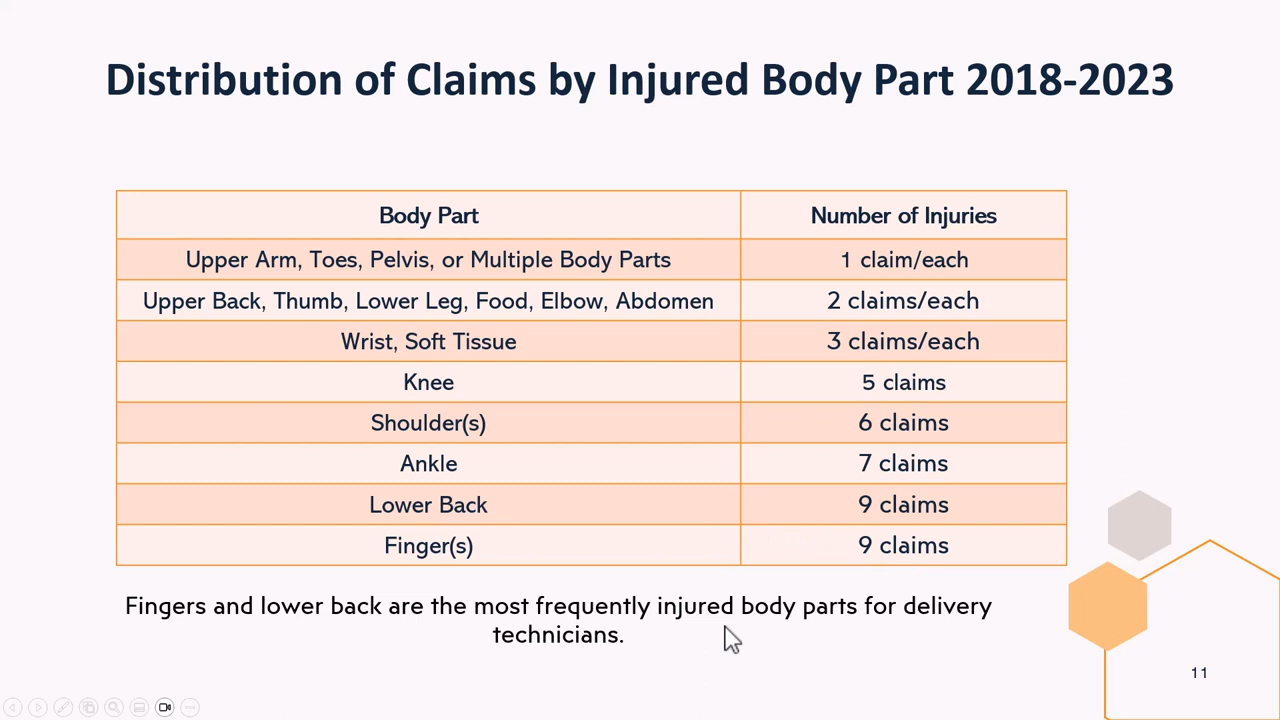 Distribution of Claims by Injured Body Part 2018-2023
Body Part Number of Injuries
Upper Arm, Toes, Pelvis, or Multiple Body Parts 1 claim/each
Upper Back, Thumb, Lower Leg, Food, Elbow, Abdomen 2 claims/each
Wrist, Soft Tissue 3 claims/each
Knee 5 claims
Shoulder(s) 6 claims
Ankle 7 claims
Lower Back 9 claims
Finger(s) 9 claims
Fingers and lower back are the most frequently injured body parts for delivery
technicians.
11